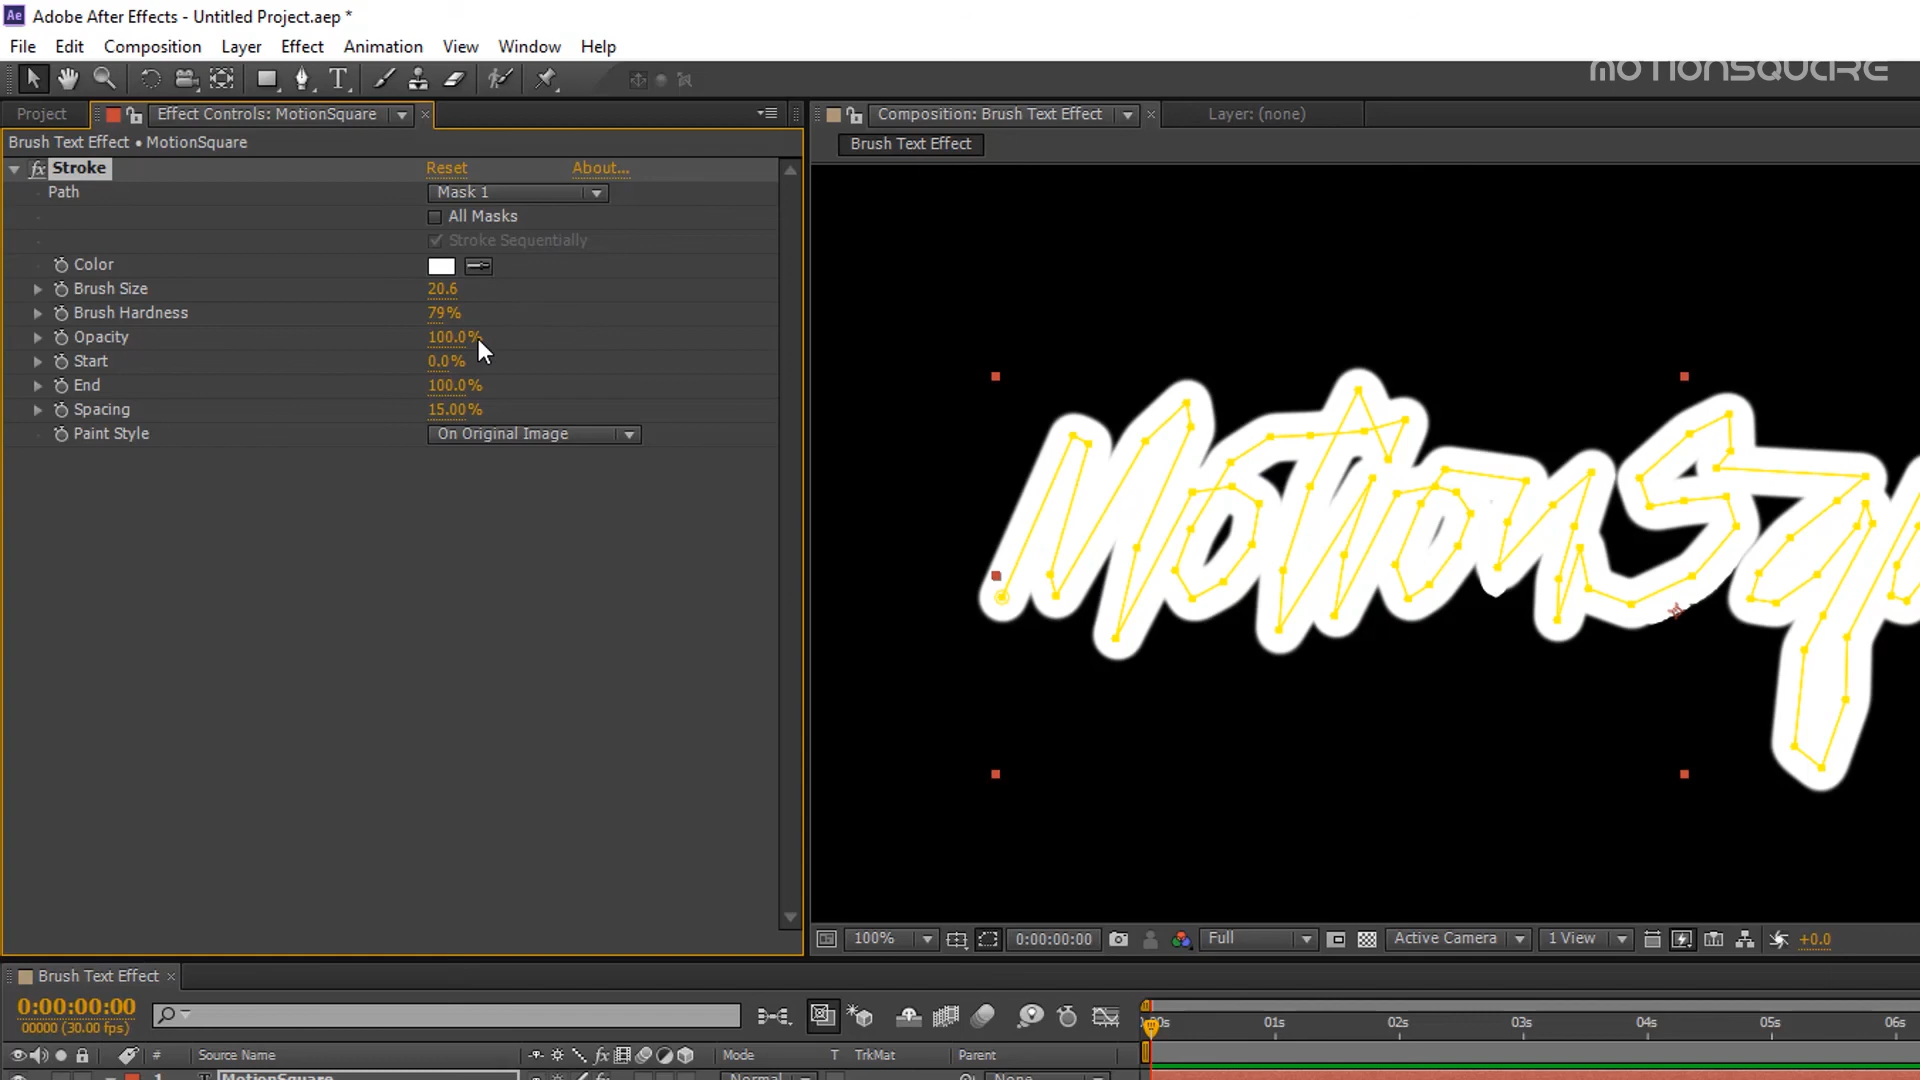 Ae Adobe After Effects - Untitled Project.aep *
File Edit Composition Layer Effect Animation View Window Help
MOTIONSQUARE
Project Effect Controls: MotionSquare × Composition: Brush Text Effect × Layer: (none)
Brush Text Effect • MotionSquare
Brush Text Effect
fx Stroke Reset About...
Path Mask 1
All Masks
Stroke Sequentially
Color
Brush Size 20.6
Brush Hardness 79%
Opacity 100.0%
Start 0.0%
End 100.0%
Spacing 15.00%
Paint Style On Original Image
MotionSq
100% 0:00:00:00 Full Active Camera 1 View +0.0
Brush Text Effect ×
0:00:00:00
00000 (30.00 fps)
01s 02s 03s 04s 05s 06s
# Source Name fx Mode T TrkMat Parent
1 T MotionSquare Normal None